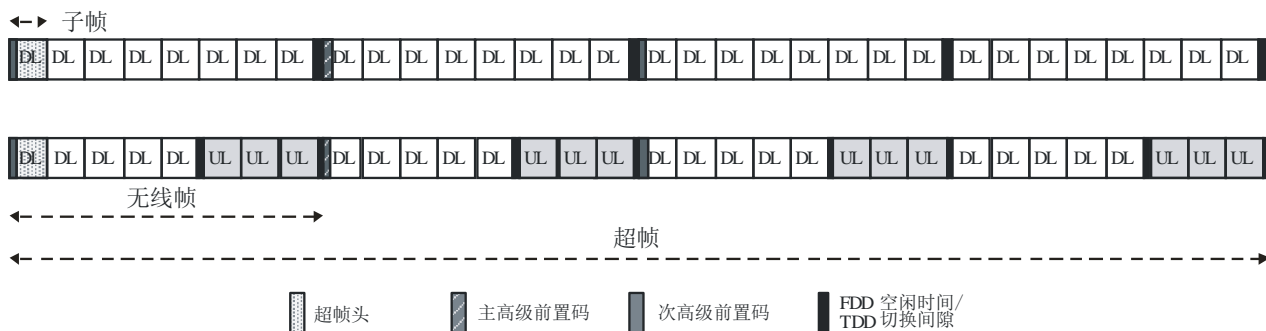 子帧
DL DL DL DL DL DL DL DL DL DL DL DL DL DL DL DL DL DL DL DL DL DL DL DL DL DL DL DL DL DL DL DL
DL DL DL DL DL UL UL UL DL DL DL DL DL UL UL UL DL DL DL DL DL UL UL UL DL DL DL DL DL UL UL UL
无线帧
超帧
超帧头
主高级前置码
次高级前置码
FDD 空闲时间/
TDD 切换间隙